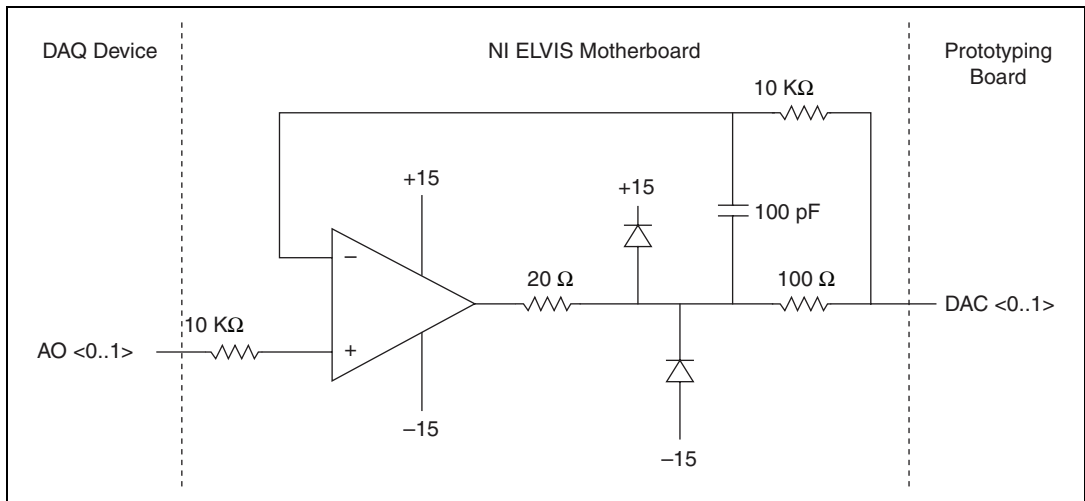 DAQ Device
NI ELVIS Motherboard
Prototyping
Board
10 KΩ
+15
+15
100 pF
−
20 Ω
100 Ω
10 KΩ
DAC <0..1>
AO <0..1>
+
−15
−15